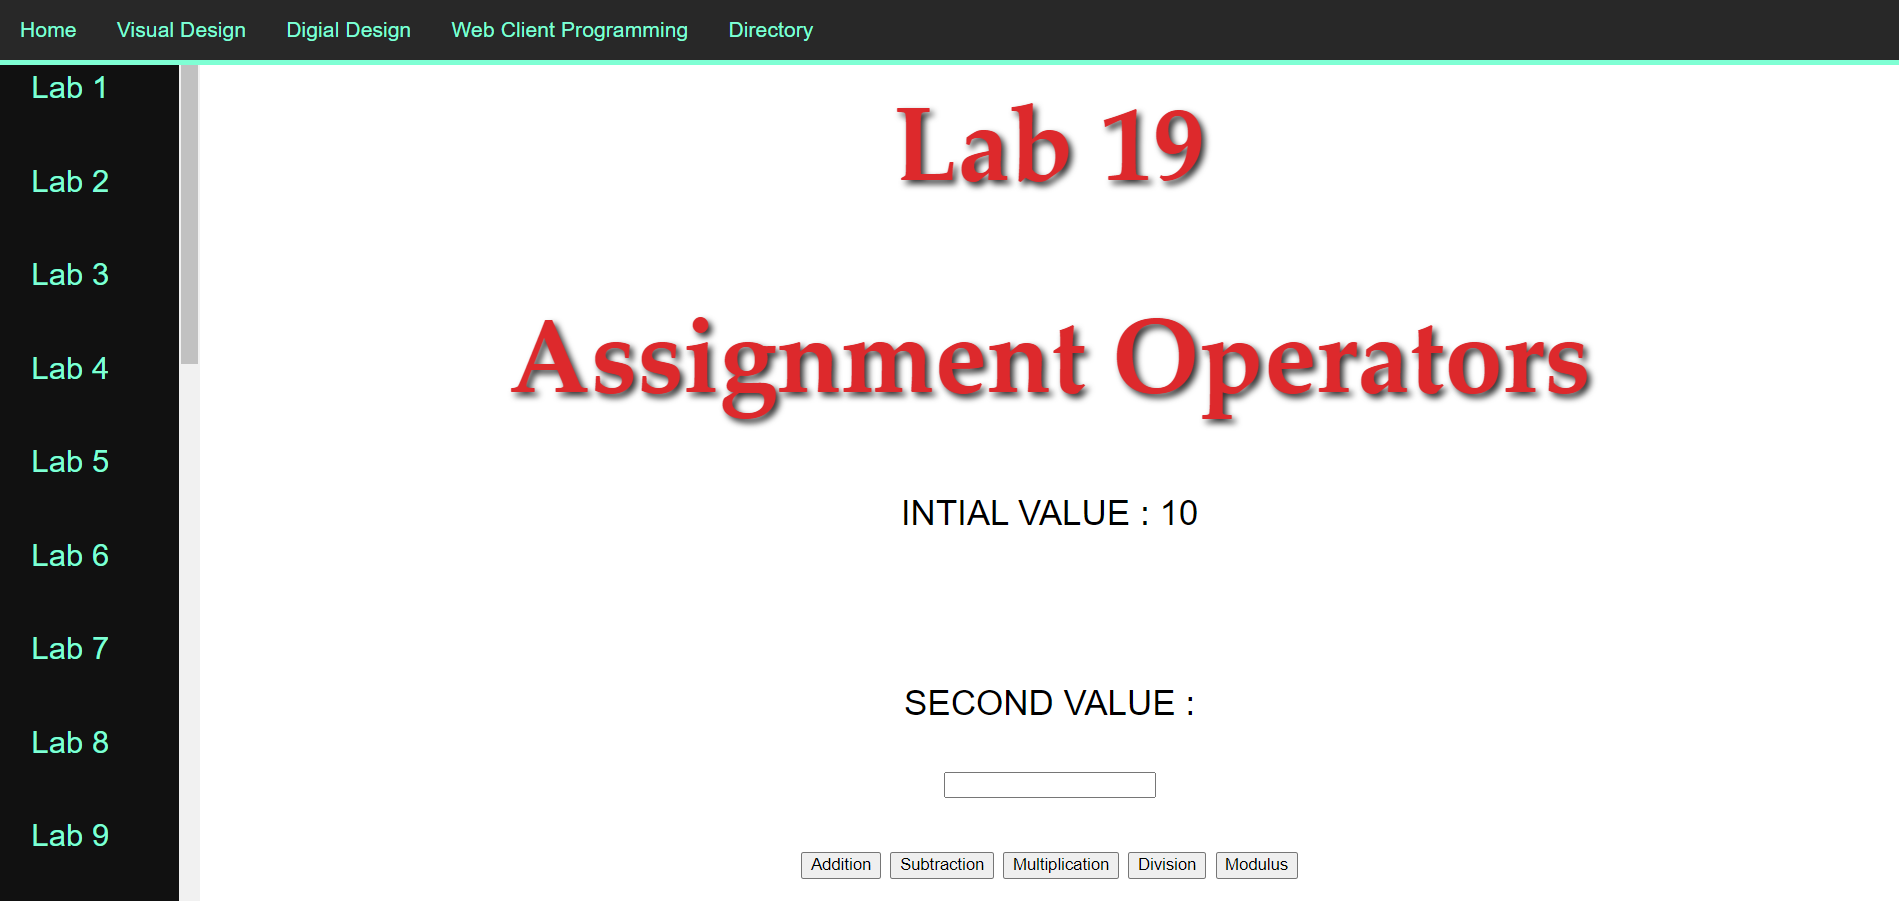 Home Visual Design Digial Design Web Client Programming Directory
Lab 1
Lab 2
Lab 3
Lab 4
Lab 5
Lab 6
Lab 7
Lab 8
Lab 9
Lab 19
Assignment Operators
INTIAL VALUE : 10
SECOND VALUE :
Addition Subtraction Multiplication Division Modulus